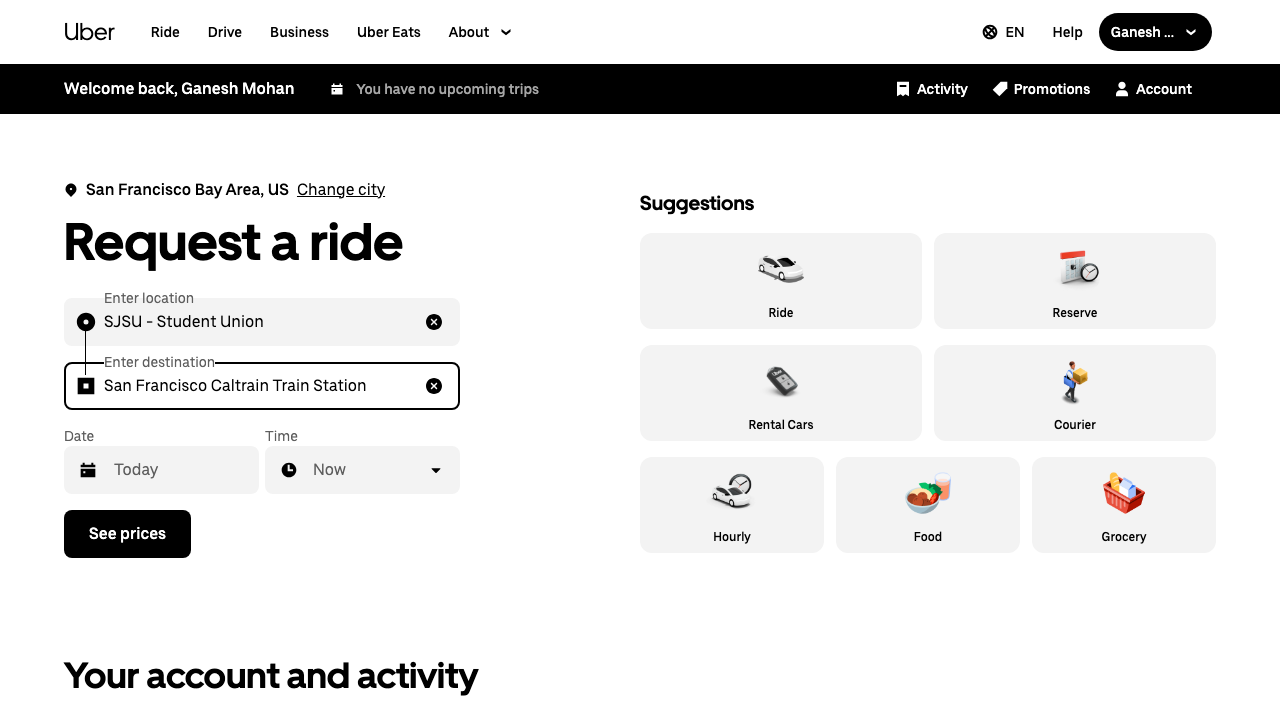 Uber Ride Drive Business Uber Eats About EN Help Ganesh ...
Welcome back, Ganesh Mohan You have no upcoming trips Activity Promotions Account
San Francisco Bay Area, US Change city
Request a ride
Enter location
SJSU - Student Union
Enter destination
San Francisco Caltrain Train Station
Date Time
Today Now
See prices
Suggestions
Ride Reserve
Rental Cars Courier
Hourly Food Grocery
Your account and activity